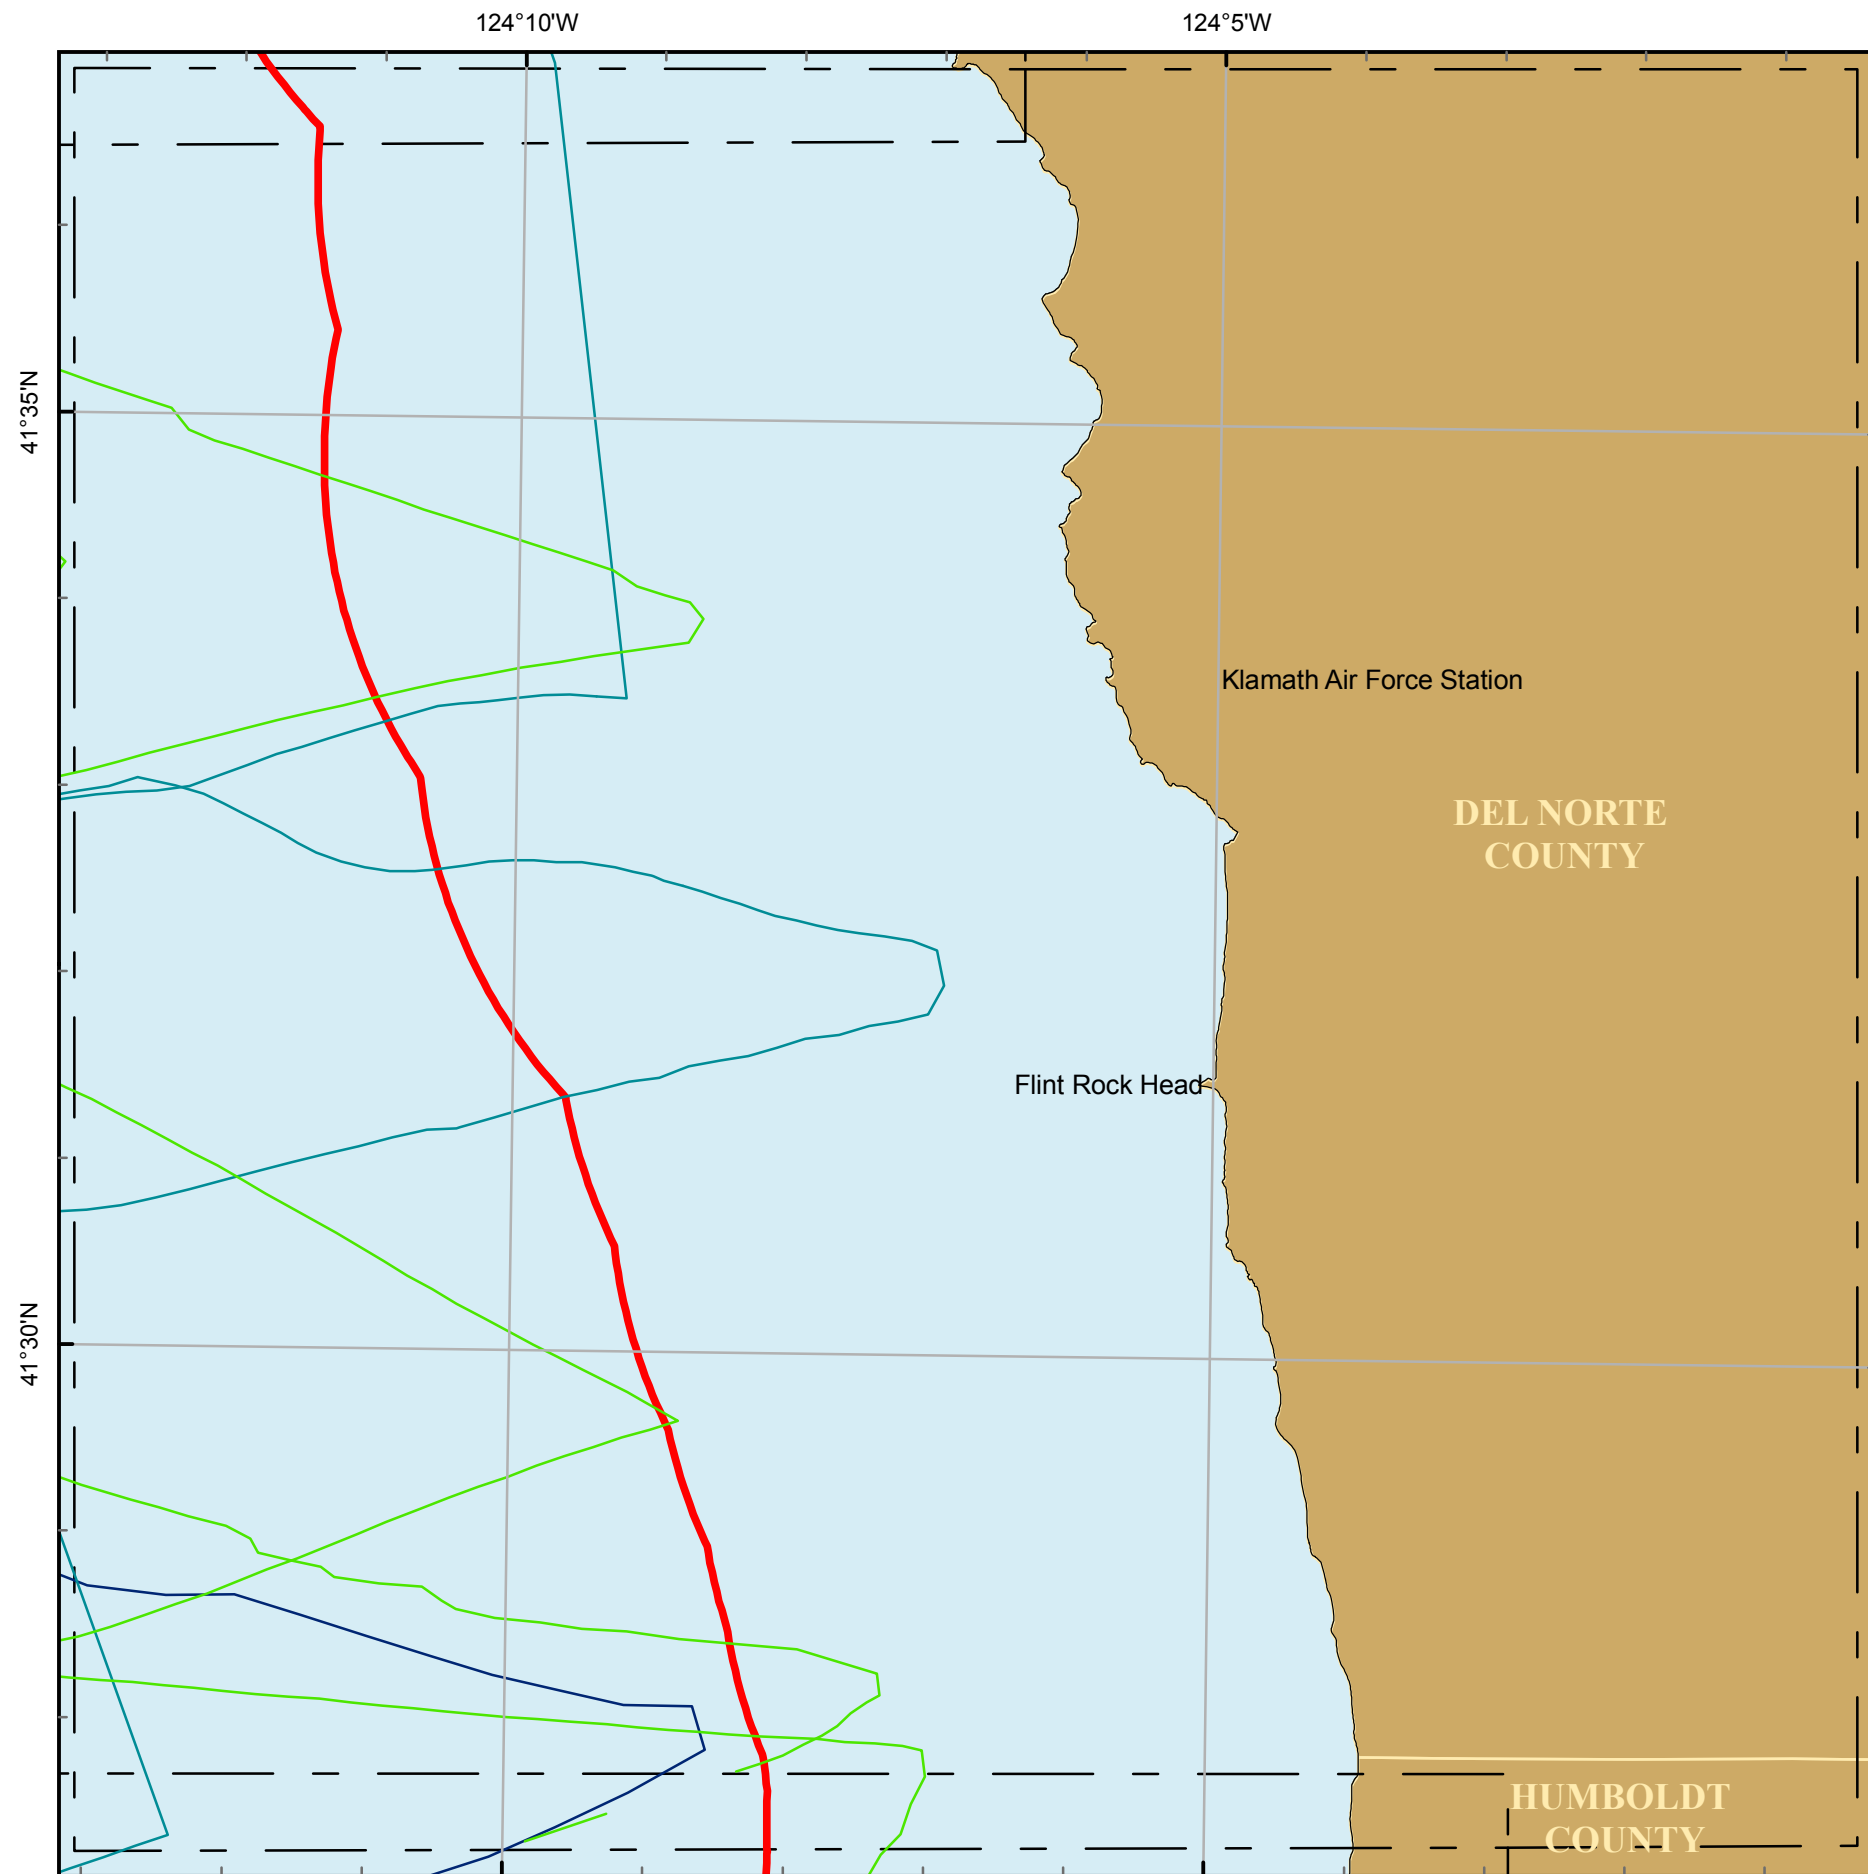 124°10'W
124°5'W
41°35'N
Klamath Air Force Station
DEL NORTE
COUNTY
Flint Rock Head
41°30'N
HUMBOLDT
COUNTY